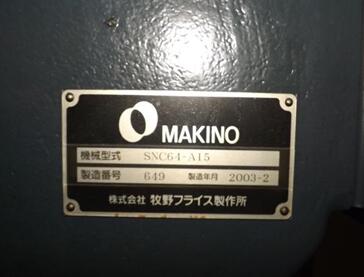 MAKINO
機械型式 SNC64-A15
製造番号 649 製造年月 2003-2
株式会社 牧野フライス製作所